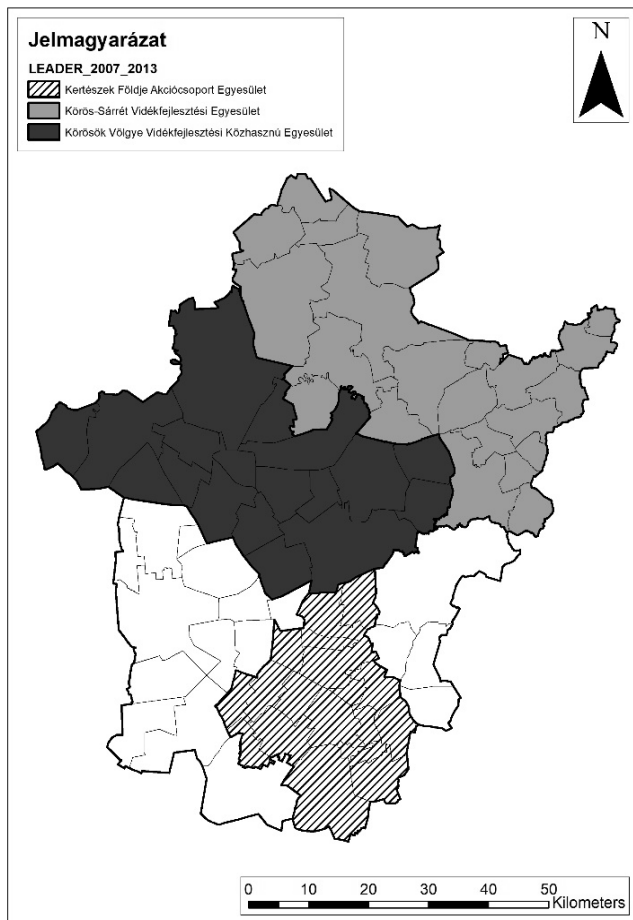 Jelmagyarázat
LEADER_2007_2013
Kertészek Földje Akciócsoport Egyesület
Körös-Sárrét Vidékfejlesztési Egyesület
Körösök Völgye Vidékfejlesztési Közhasznú Egyesület
N
0 10 20 30 40 50
Kilometers